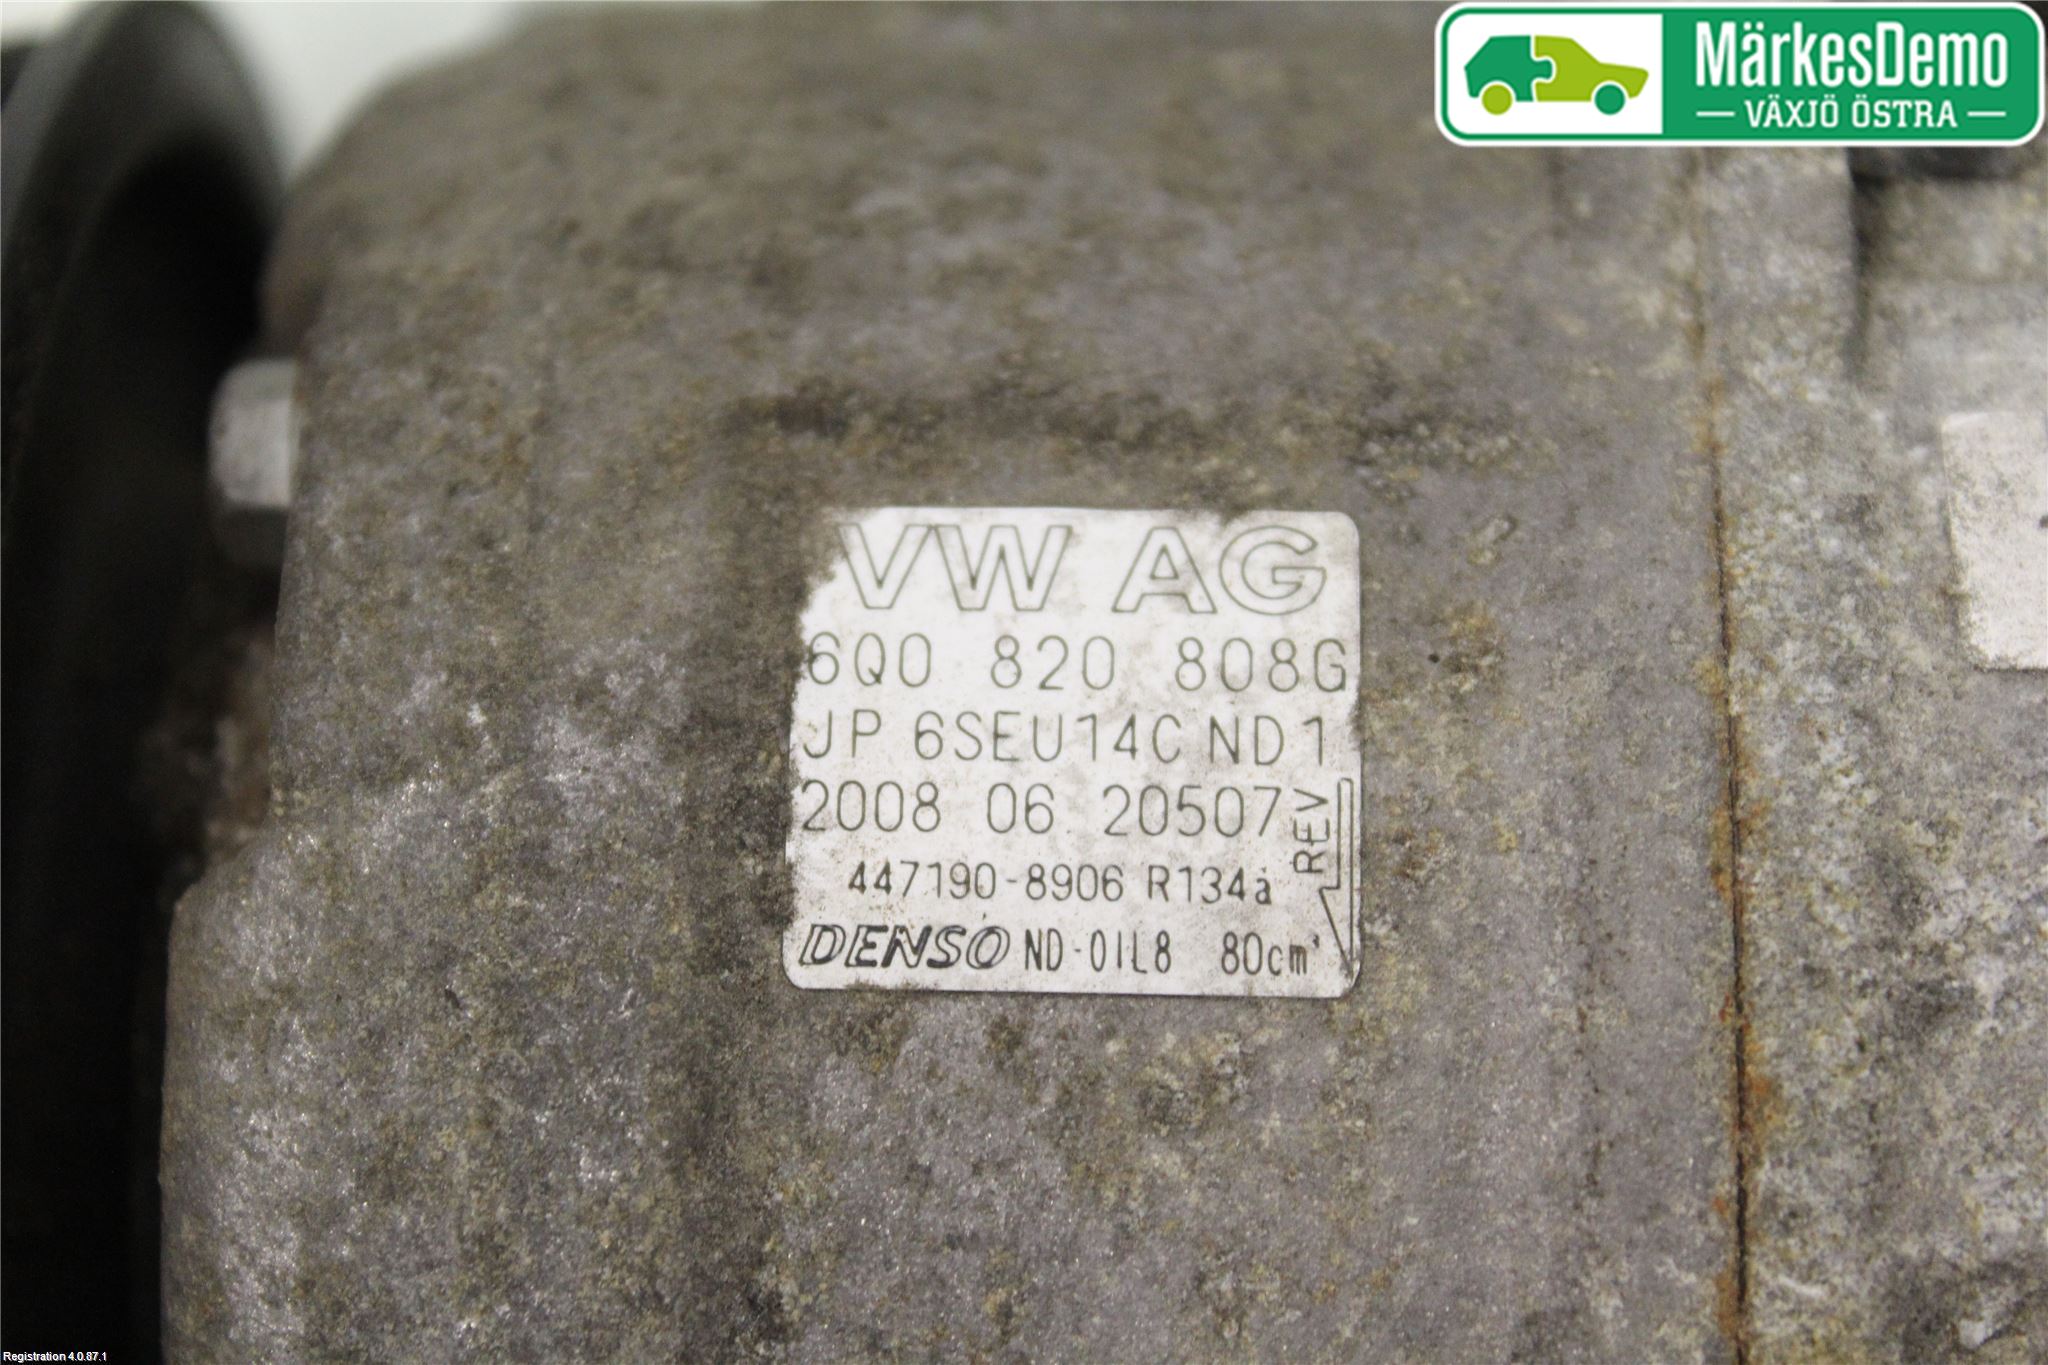 MärkesDemo
VÄXJÖ ÖSTRA
VW AG
6Q0 820 808G
JP 6SEU14C ND1
2008 06 20507
REV
447190-8906 R134a
DENSO ND-OIL8 80cm³
Registration 4.0.87.1